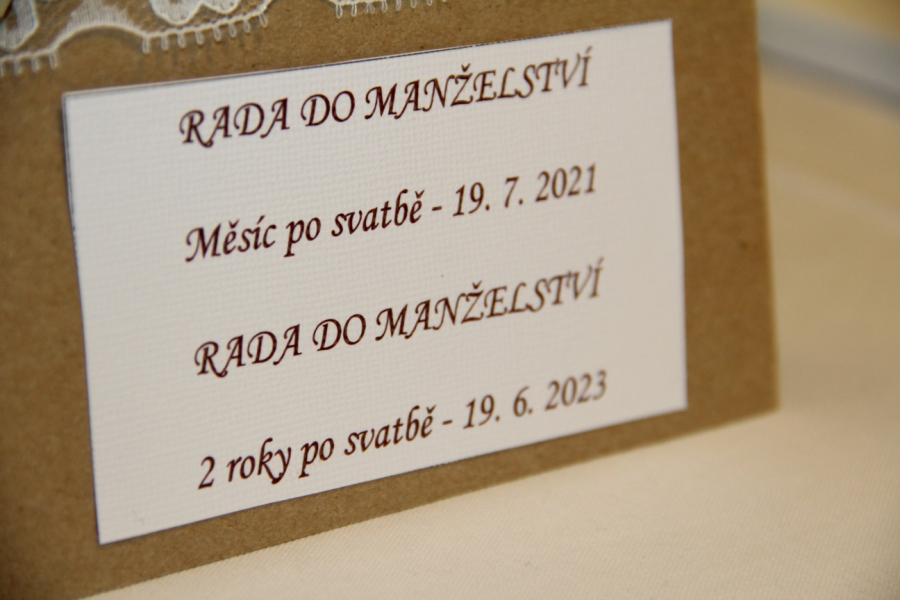 RADA DO MANŽELSTVÍ
Měsíc po svatbě - 19. 7. 2021
RADA DO MANŽELSTVÍ
2 roky po svatbě - 19. 6. 2023